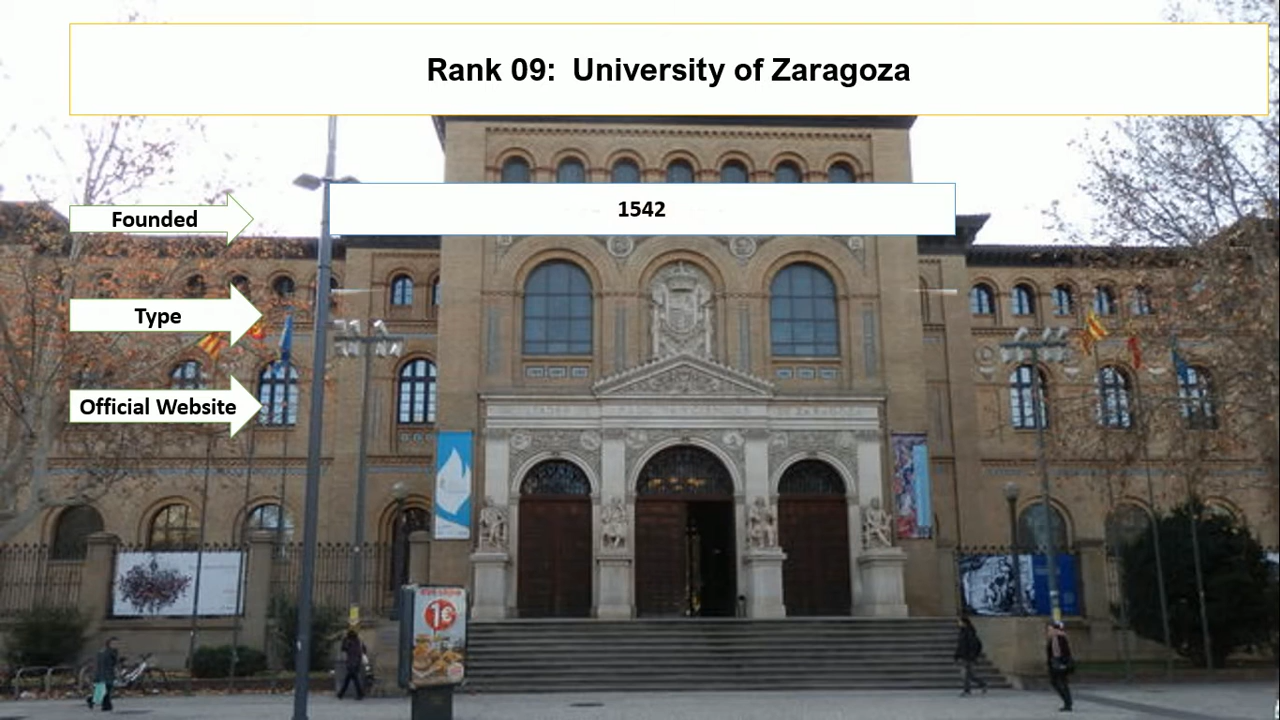 Rank 09:  University of Zaragoza
Founded
1542
Type
Official Website
1€